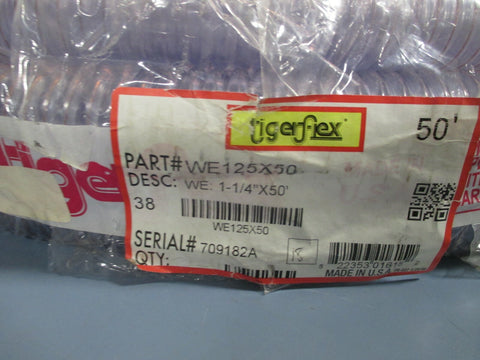 tigerflex
50'
PART# WE125X50
DESC: WE: 1-1/4"X50'
38
WE125X50
SERIAL# 709182A
QTY:
MADE IN U.S.A.